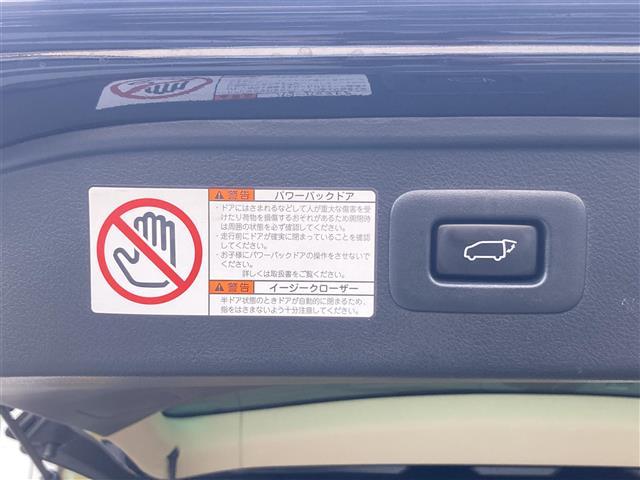 警告 パワーバックドア
・ドアにはさまれるなどして人が重大な傷害を受
けたり荷物を損傷するおそれがあるため開閉時
は周囲の状態を必ず確認してください。
・走行前にドアが確実に閉まっていることを確認
してください。
・お子様にパワーバックドアの操作をさせないで
ください。
詳しくは取扱書をご覧ください。
警告 イージークローザー
半ドア状態のときドアが自動的に閉まるため、
指をはさまないよう十分注意してください。